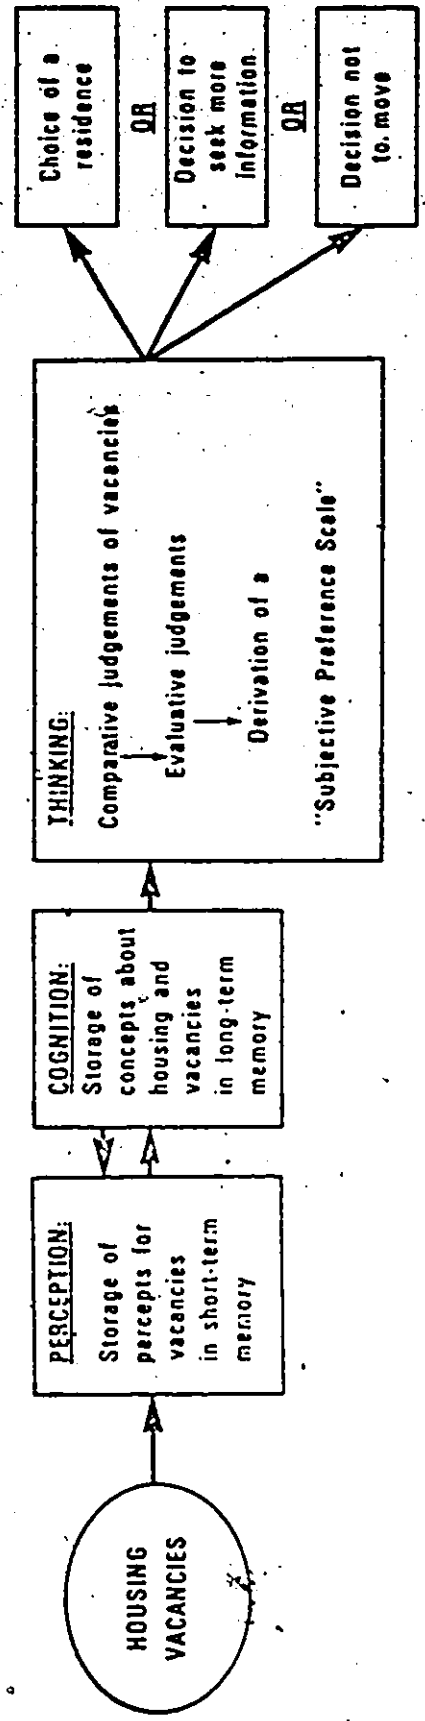 HOUSING
VACANCIES
PERCEPTION:
Storage of
percepts for
vacancies
in short-term
memory
COGNITION:
Storage of
concepts about
housing and
vacancies
in long-term
memory
THINKING:
Comparative judgements of vacancies
Evaluative judgements
Derivation of a
"Subjective Preference Scale"
Choice of a
residence
OR
Decision to
seek more
information
OR
Decision not
to move